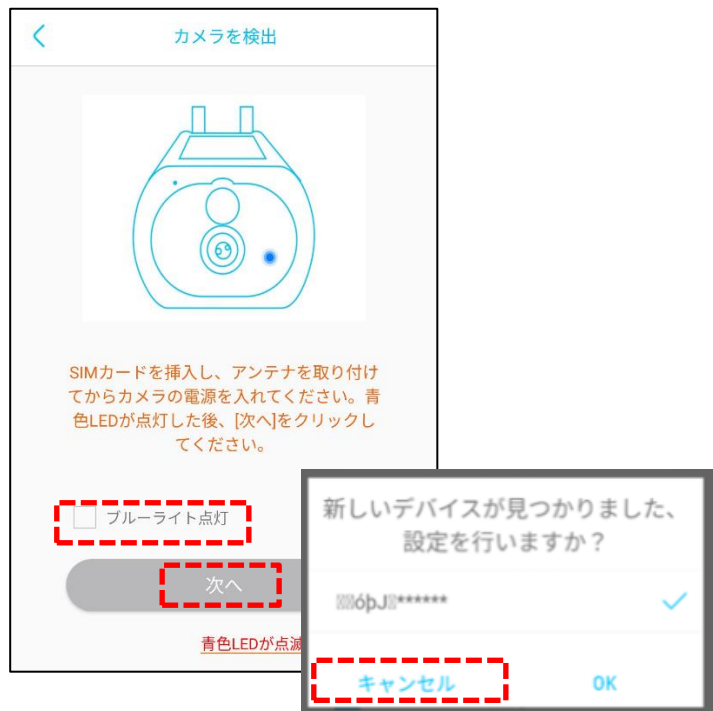 カメラを検出
SIMカードを挿入し、アンテナを取り付け
てからカメラの電源を入れてください。青
色LEDが点灯した後、[次へ]をクリックし
てください。
ブルーライト点灯
次へ
青色LEDが点滅
新しいデバイスが見つかりました、
設定を行いますか？
キャンセル
OK